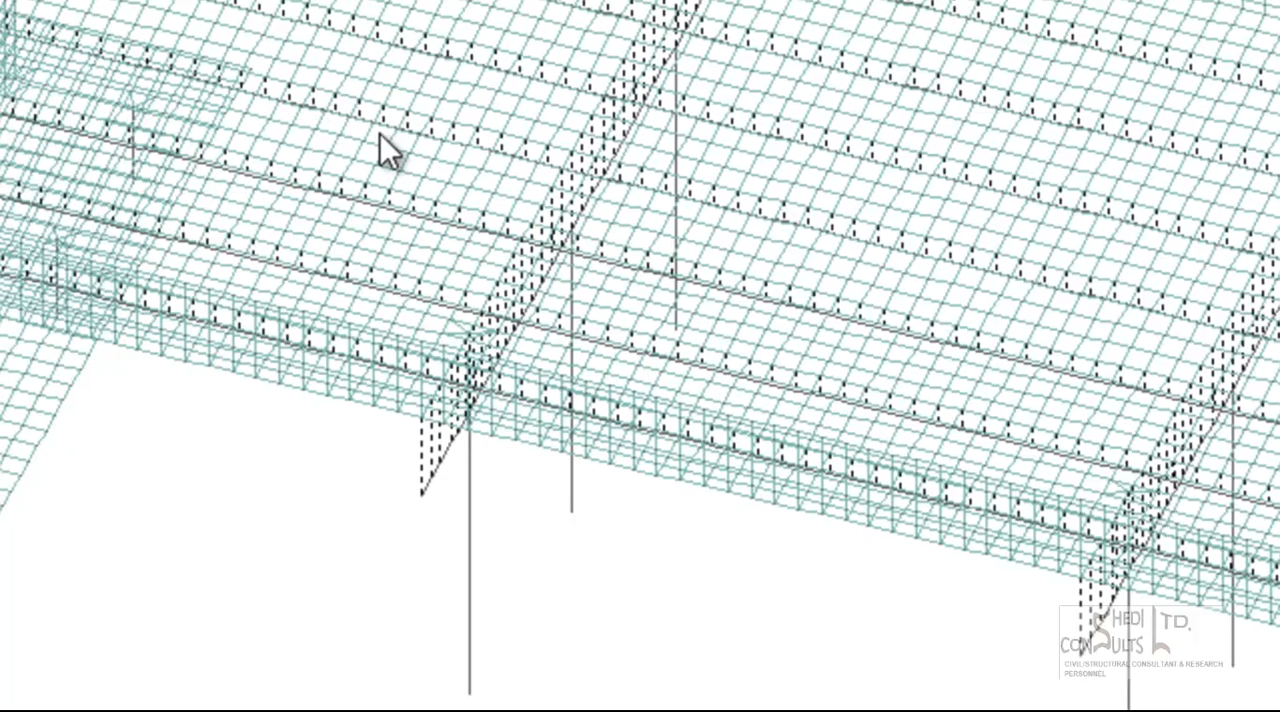 SHEDI LTD.
CONSULTS
CIVIL/STRUCTURAL CONSULTANT & RESEARCH
PERSONNEL